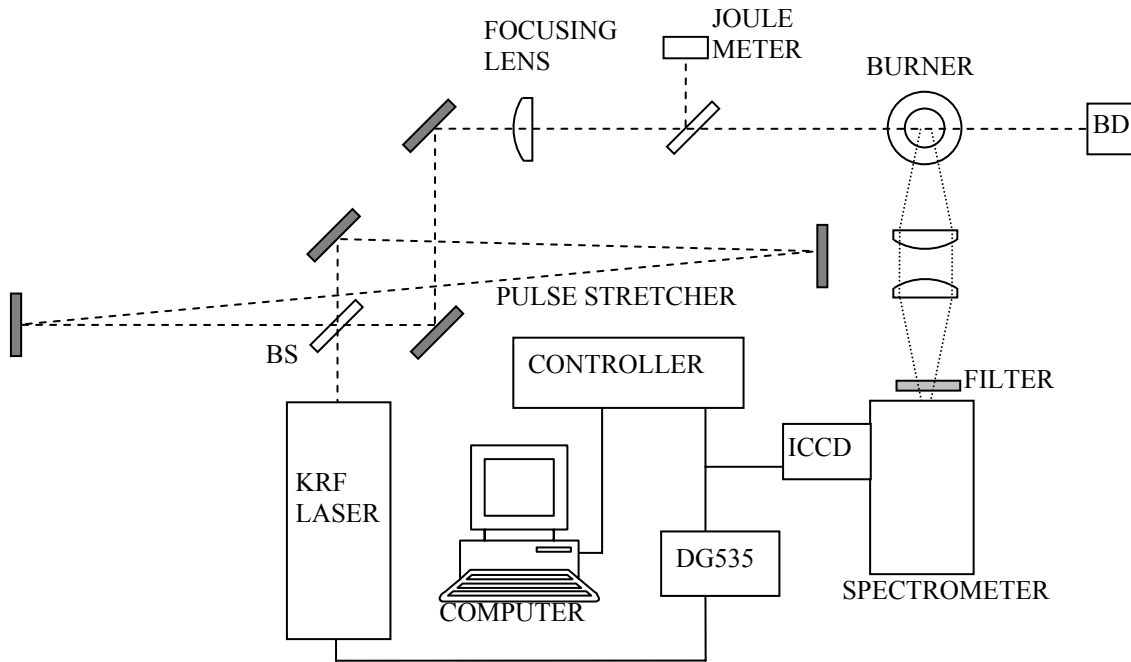 JOULE
METER
FOCUSING
LENS
BURNER
BD
PULSE STRETCHER
BS
CONTROLLER
FILTER
ICCD
KRF
LASER
DG535
SPECTROMETER
COMPUTER